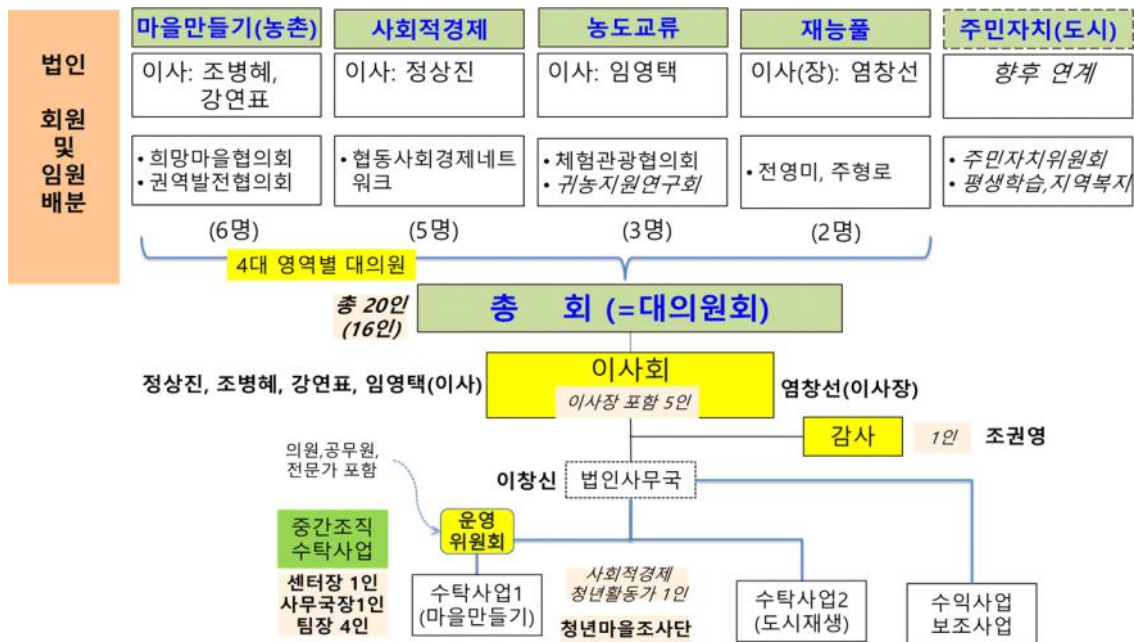 법인
회원
및
임원
배분
마을만들기(농촌)
사회적경제
농도교류
재능풀
주민자치(도시)
이사: 조병혜,
강연표
이사: 정상진
이사: 임영택
이사(장): 염창선
향후 연계
• 희망마을협의회
• 권역발전협의회
• 협동사회경제네트
워크
• 체험관광협의회
• 귀농지원연구회
• 전영미, 주형로
• 주민자치위원회
• 평생학습,지역복지
(6명)
(5명)
(3명)
(2명)
4대 영역별 대의원
총 20인
(16인)
총 회 (=대의원회)
정상진, 조병혜, 강연표, 임영택(이사)
이사회
이사장 포함 5인
염창선(이사장)
감사
1인
조권영
의원,공무원,
전문가 포함
이창신
법인사무국
중간조직
수탁사업
운영
위원회
센터장 1인
사무국장1인
팀장 4인
수탁사업1
(마을만들기)
사회적경제
청년활동가 1인
청년마을조사단
수탁사업2
(도시재생)
수익사업
보조사업